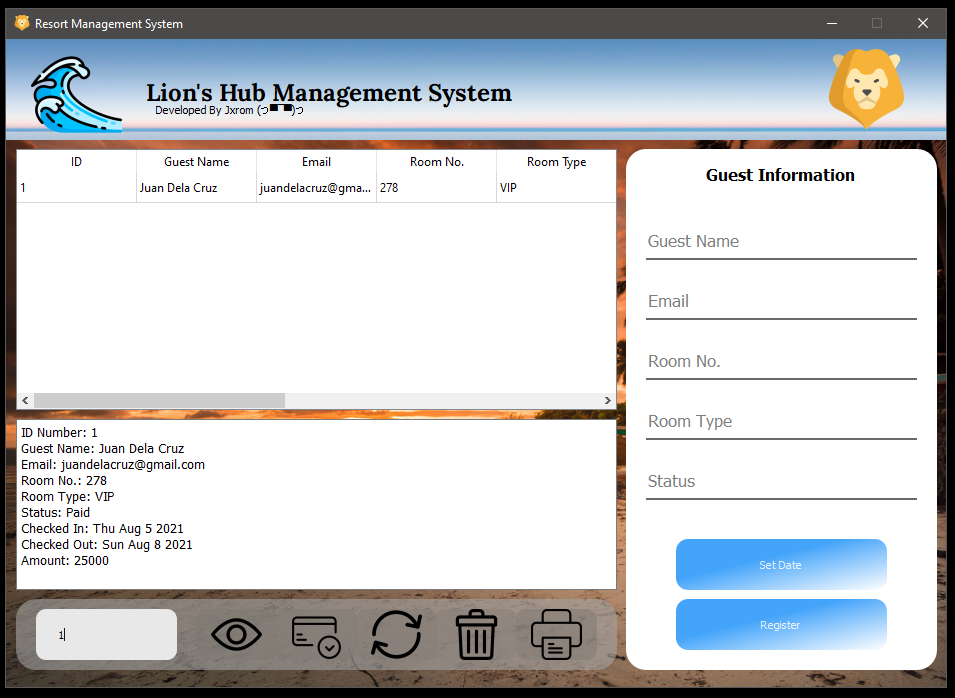 Resort Management System
Lion's Hub Management System
Developed By Jxrom (⊃▀¯▀)⊃
ID Guest Name Email Room No. Room Type
1 Juan Dela Cruz juandelacruz@gma... 278 VIP
ID Number: 1
Guest Name: Juan Dela Cruz
Email: juandelacruz@gmail.com
Room No.: 278
Room Type: VIP
Status: Paid
Checked In: Thu Aug 5 2021
Checked Out: Sun Aug 8 2021
Amount: 25000
1
Guest Information
Guest Name
Email
Room No.
Room Type
Status
Set Date
Register